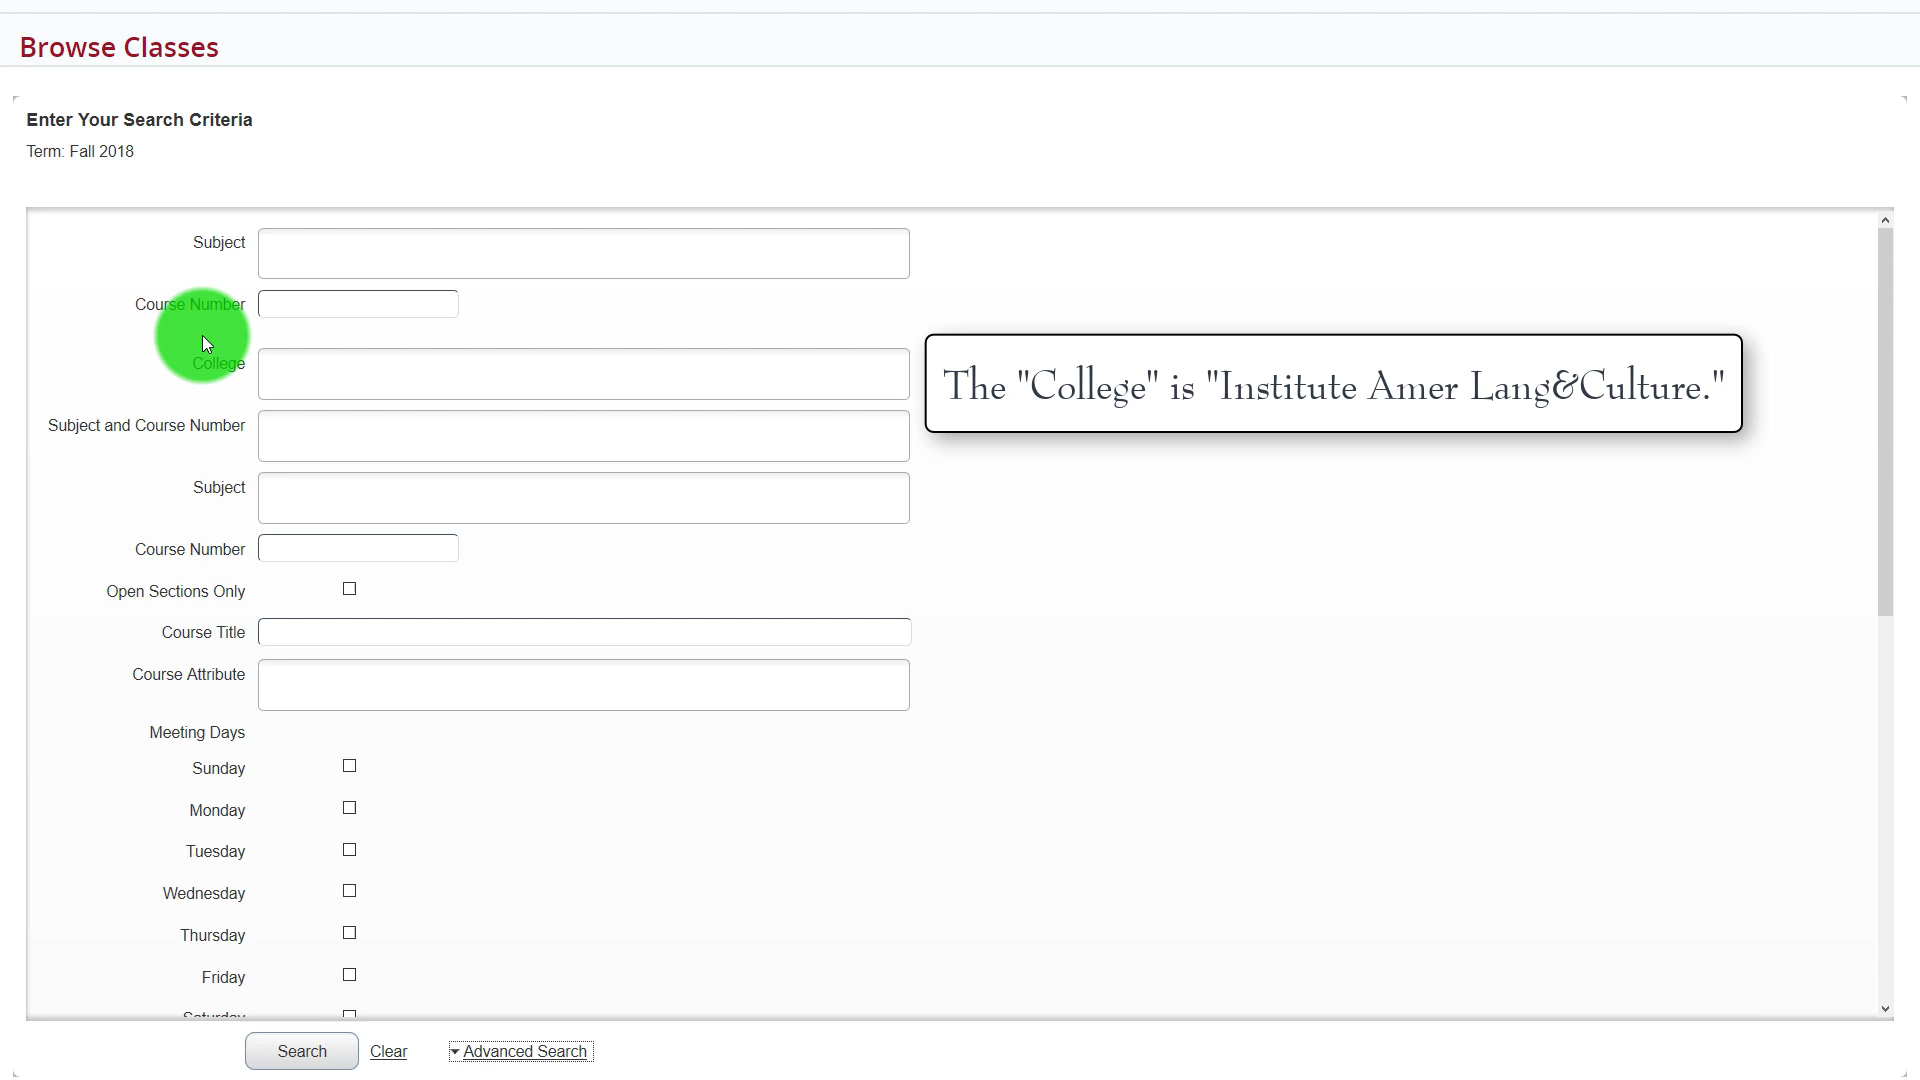 Browse Classes
Enter Your Search Criteria
Term: Fall 2018
Subject
Course Number
College
The "College" is "Institute Amer Lang&Culture."
Subject and Course Number
Subject
Course Number
Open Sections Only
Course Title
Course Attribute
Meeting Days
Sunday
Monday
Tuesday
Wednesday
Thursday
Friday
Saturday
Search Clear Advanced Search